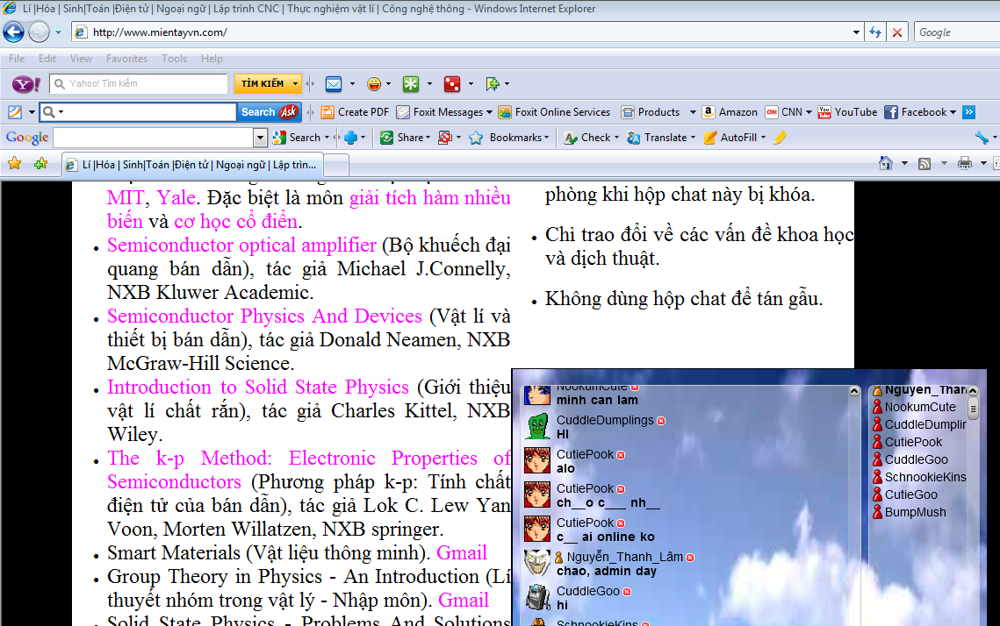 Lí |Hóa | Sinh|Toán |Điện tử | Ngoại ngữ | Lập trình CNC | Thực nghiệm vật lí | Công nghệ thông - Windows Internet Explorer
http://www.mientayvn.com/
Google
File Edit View Favorites Tools Help
Y! Yahoo! Tìm kiếm TÌM KIẾM
Search Ask Create PDF Foxit Messages Foxit Online Services Products Amazon CNN YouTube Facebook
Google Search Share Bookmarks Check Translate AutoFill
Lí |Hóa | Sinh|Toán |Điện tử | Ngoại ngữ | Lập trìn...
MIT, Yale. Đặc biệt là môn giải tích hàm nhiều
biến và cơ học cổ điển.
Semiconductor optical amplifier (Bộ khuếch đại
quang bán dẫn), tác giả Michael J.Connelly,
NXB Kluwer Academic.
Semiconductor Physics And Devices (Vật lí và
thiết bị bán dẫn), tác giả Donald Neamen, NXB
McGraw-Hill Science.
Introduction to Solid State Physics (Giới thiệu
vật lí chất rắn), tác giả Charles Kittel, NXB
Wiley.
The k-p Method: Electronic Properties of
Semiconductors (Phương pháp k-p: Tính chất
điện tử của bán dẫn), tác giả Lok C. Lew Yan
Voon, Morten Willatzen, NXB springer.
Smart Materials (Vật liệu thông minh). Gmail
Group Theory in Physics - An Introduction (Lí
thuyết nhóm trong vật lý - Nhập môn). Gmail
Solid State Physics - Problems And Solutions
phòng khi hộp chat này bị khóa.
Chỉ trao đổi về các vấn đề khoa học
và dịch thuật.
Không dùng hộp chat để tán gẫu.
NookumCute
minh can lam
CuddleDumplings
HI
CutiePook
alo
CutiePook
ch__o c___ nh__
CutiePook
c__ ai online ko
Nguyễn_Thanh_Lâm
chao, admin day
CuddleGoo
hi
SchnookieKins
Nguyen_Than
NookumCute
CuddleDumplin
CutiePook
CuddleGoo
SchnookieKins
CutieGoo
BumpMush